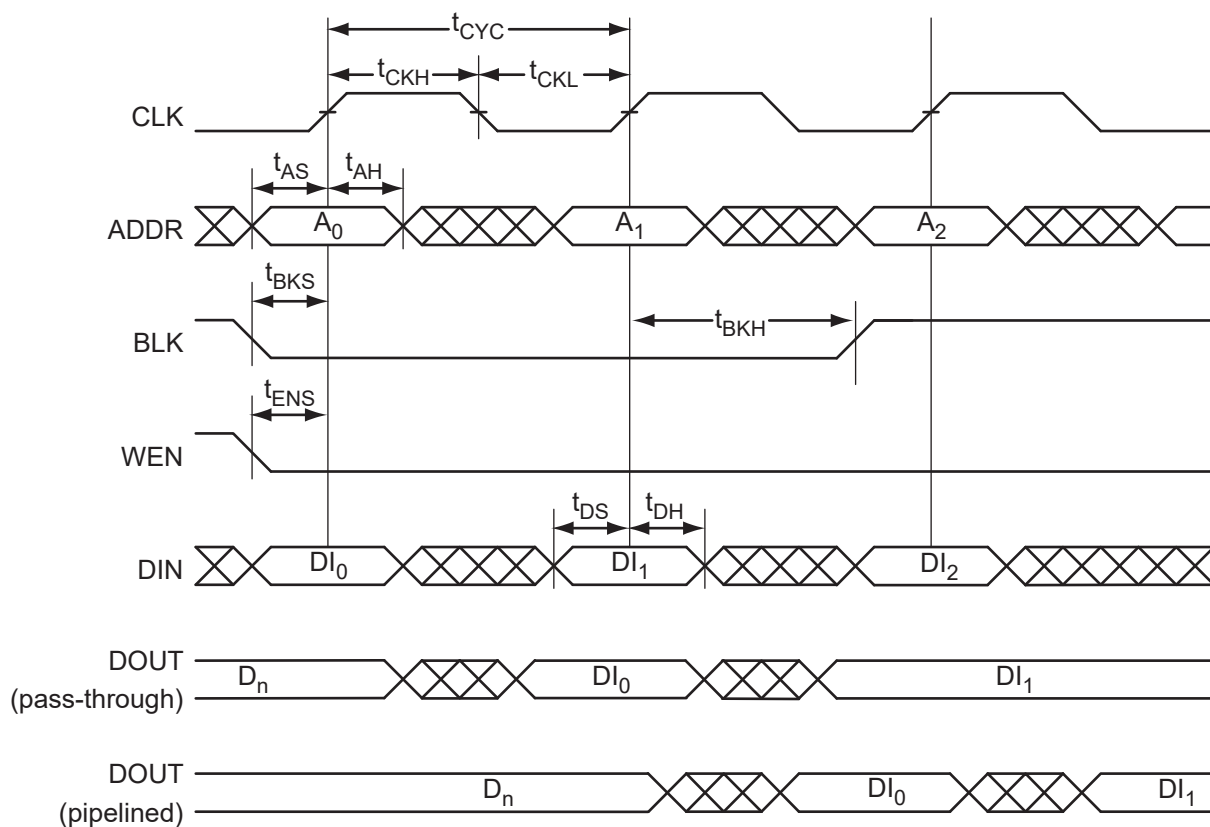 tCYC
tCKH tCKL
CLK
tAS tAH
ADDR A0 A1 A2
tBKS
tBKH
BLK
tENS
WEN
tDS tDH
DIN DI0 DI1 DI2
DOUT
(pass-through) Dn DI0 DI1
DOUT
(pipelined) Dn DI0 DI1